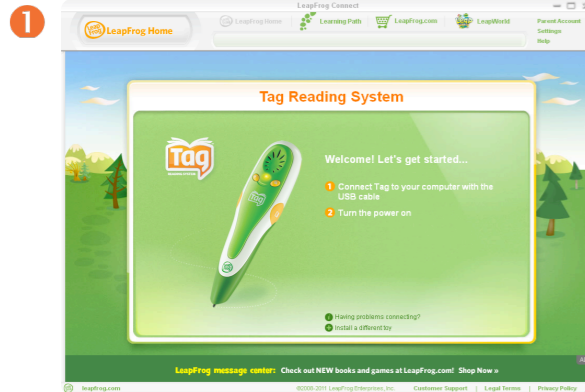 1
LeapFrog Connect
LeapFrog Home
LeapFrog Home
Learning Path
LeapFrog.com
LeapWorld
Parent Account
Settings
Help
Tag Reading System
Tag
Welcome! Let's get started...
1 Connect Tag to your computer with the
USB cable
2 Turn the power on
Tag
Having problems connecting?
Install a different toy
LeapFrog message center: Check out NEW books and games at LeapFrog.com! Shop Now »
leapfrog.com
©2008-2011 LeapFrog Enterprises, Inc.
Customer Support | Legal Terms | Privacy Policy